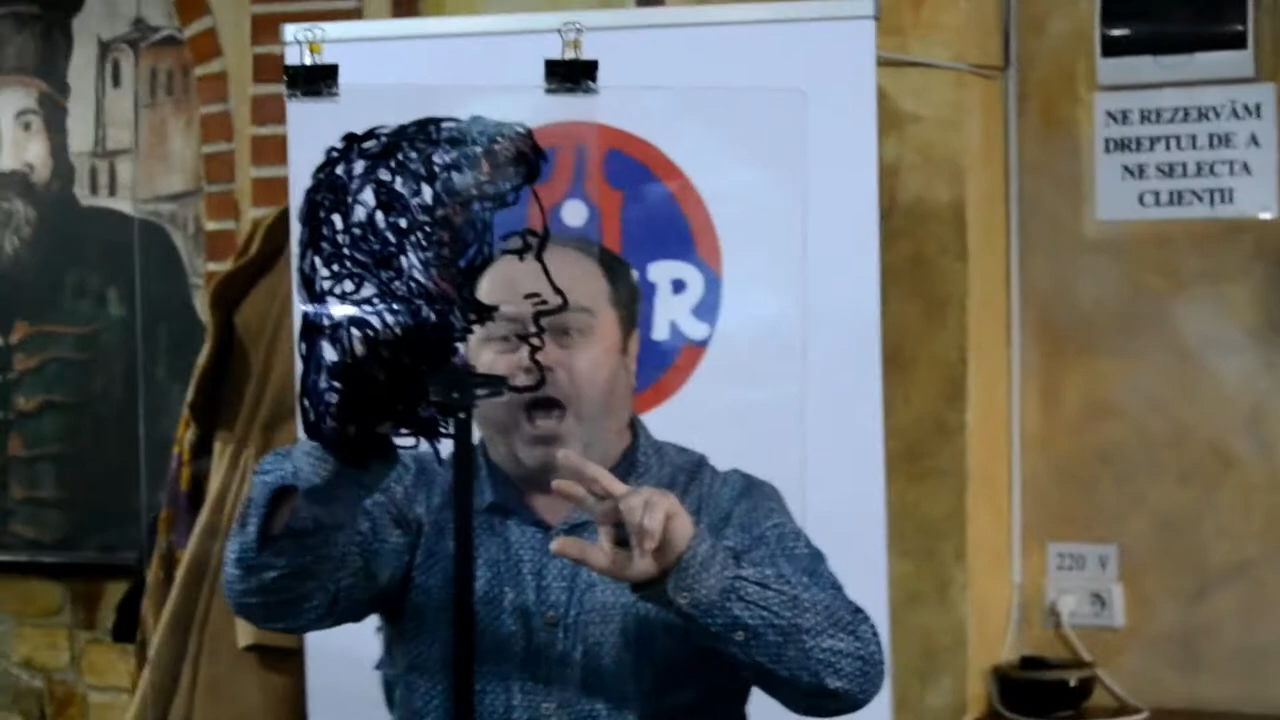 NE REZERVĂM
DREPTUL DE A
NE SELECTA
CLIENȚII
R
220 V